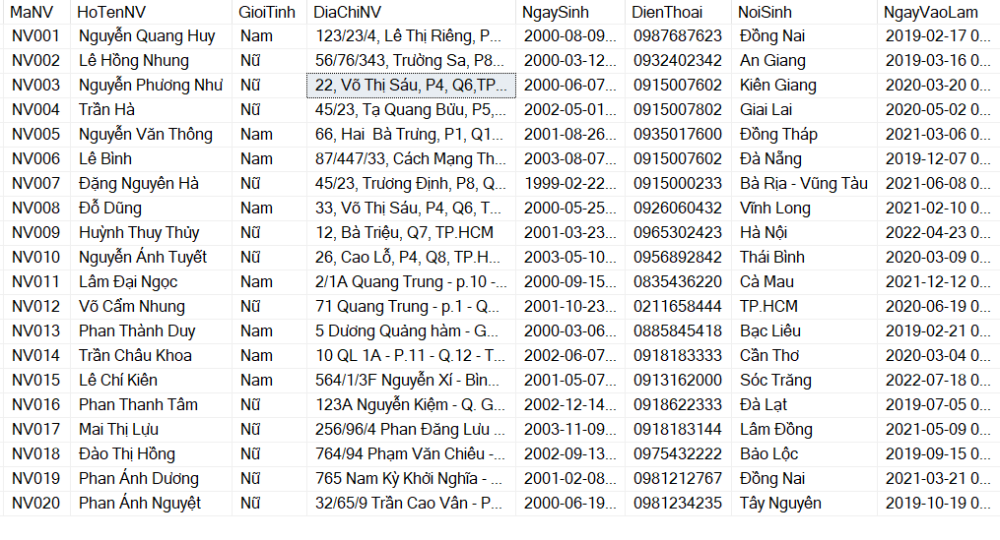 MaNV HoTenNV GioiTinh DiaChiNV NgaySinh DienThoai NoiSinh NgayVaoLam
NV001 Nguyễn Quang Huy Nam 123/23/4, Lê Thị Riêng, P... 2000-08-09... 0987687623 Đồng Nai 2019-02-17 0...
NV002 Lê Hồng Nhung Nữ 56/76/343, Trường Sa, P8... 2000-03-12... 0932402342 An Giang 2019-03-16 0...
NV003 Nguyễn Phương Như Nữ 22, Võ Thị Sáu, P4, Q6,TP... 2000-06-07... 0915007602 Kiên Giang 2020-03-20 0...
NV004 Trần Hà Nữ 45/23, Tạ Quang Bửu, P5,... 2002-05-01... 0915007802 Giai Lai 2020-05-02 0...
NV005 Nguyễn Văn Thông Nam 66, Hai Bà Trưng, P1, Q1... 2001-08-26... 0935017600 Đồng Tháp 2021-03-06 0...
NV006 Lê Bình Nam 87/447/33, Cách Mạng Th... 2003-08-07... 0915007602 Đà Nẵng 2019-12-07 0...
NV007 Đặng Nguyên Hà Nữ 45/23, Trương Định, P8, Q... 1999-02-22... 0915000233 Bà Rịa - Vũng Tàu 2021-06-08 0...
NV008 Đỗ Dũng Nam 33, Võ Thị Sáu, P4, Q6, T... 2000-05-25... 0926060432 Vĩnh Long 2021-02-10 0...
NV009 Huỳnh Thuy Thủy Nữ 12, Bà Triệu, Q7, TP.HCM 2001-03-23... 0965302423 Hà Nội 2022-04-23 0...
NV010 Nguyễn Ánh Tuyết Nữ 26, Cao Lỗ, P4, Q8, TP.H... 2003-05-10... 0956892842 Thái Bình 2020-03-09 0...
NV011 Lâm Đại Ngọc Nam 2/1A Quang Trung - p.10 -... 2000-09-15... 0835436220 Cà Mau 2021-12-12 0...
NV012 Võ Cẩm Nhung Nữ 71 Quang Trung - p.1 - Q... 2001-10-23... 0211658444 TP.HCM 2020-06-19 0...
NV013 Phan Thành Duy Nam 5 Dương Quảng hàm - G... 2000-03-06... 0885845418 Bạc Liêu 2019-02-21 0...
NV014 Trần Châu Khoa Nam 10 QL 1A - P.11 - Q.12 - T... 2002-06-07... 0918183333 Cần Thơ 2020-03-04 0...
NV015 Lê Chí Kiên Nam 564/1/3F Nguyễn Xí - Bìn... 2001-05-07... 0913162000 Sóc Trăng 2022-07-18 0...
NV016 Phan Thanh Tâm Nữ 123A Nguyễn Kiệm - Q. G... 2002-12-14... 0918622333 Đà Lạt 2019-07-05 0...
NV017 Mai Thị Lựu Nữ 256/96/4 Phan Đăng Lưu ... 2003-11-09... 0918183144 Lâm Đồng 2021-05-09 0...
NV018 Đào Thị Hồng Nữ 764/94 Phạm Văn Chiêu -... 2002-09-13... 0975432222 Bảo Lộc 2019-09-15 0...
NV019 Phan Ánh Dương Nữ 765 Nam Kỳ Khởi Nghĩa -... 2001-02-08... 0981212767 Đồng Nai 2021-03-21 0...
NV020 Phan Ánh Nguyệt Nữ 32/65/9 Trần Cao Vân - P... 2000-06-19... 0981234235 Tây Nguyên 2019-10-19 0...